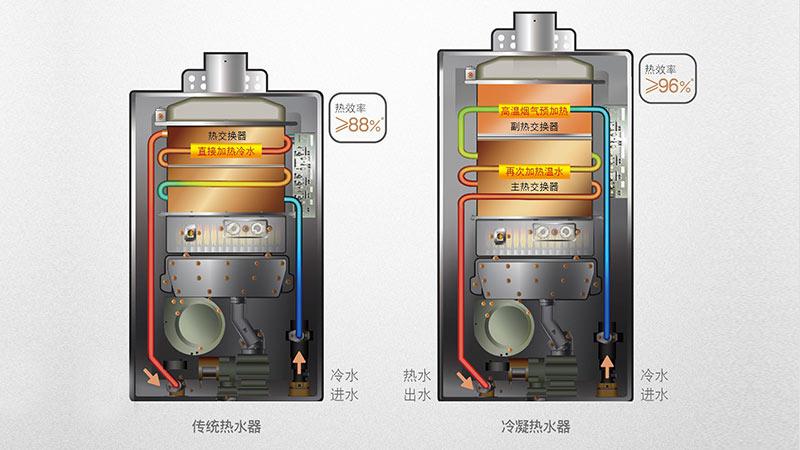 热效率
≥88%*
热交换器
直接加热冷水
冷水
进水
传统热水器
热效率
≥96%*
高温烟气预加热
副热交换器
再次加热温水
主热交换器
热水
出水
冷水
进水
冷凝热水器